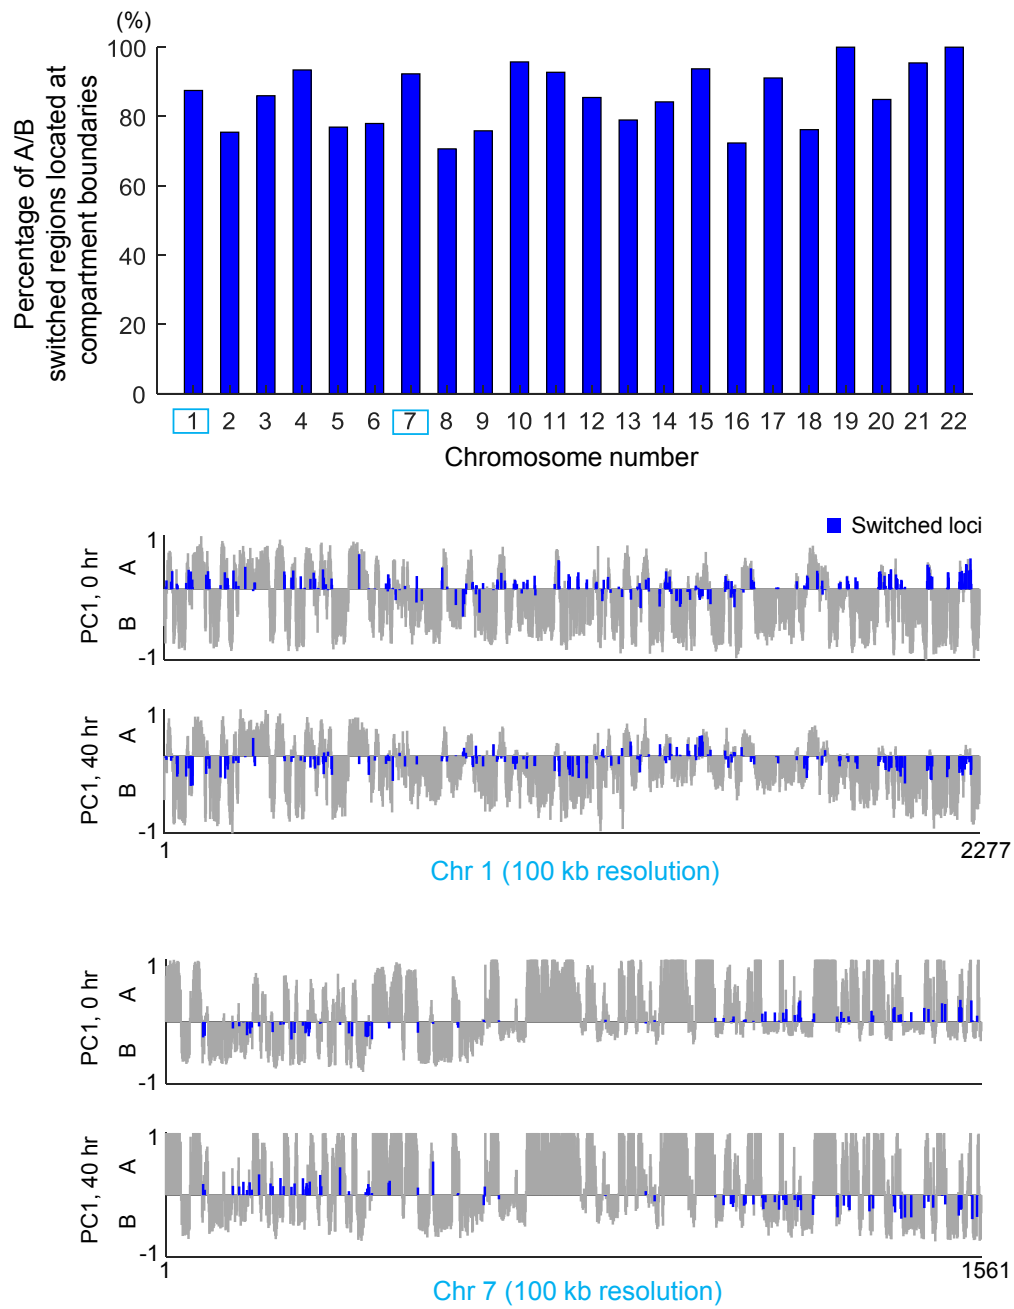 (%)
100
80
60
40
20
0
Percentage of A/B
switched regions located at
compartment boundaries
1 2 3 4 5 6 7 8 9 10 11 12 13 14 15 16 17 18 19 20 21 22
Chromosome number
Switched loci
1
-1
A
B
PC1, 0 hr
1
-1
A
B
PC1, 40 hr
1 2277
Chr 1 (100 kb resolution)
1
-1
A
B
PC1, 0 hr
1
-1
A
B
PC1, 40 hr
1 1561
Chr 7 (100 kb resolution)